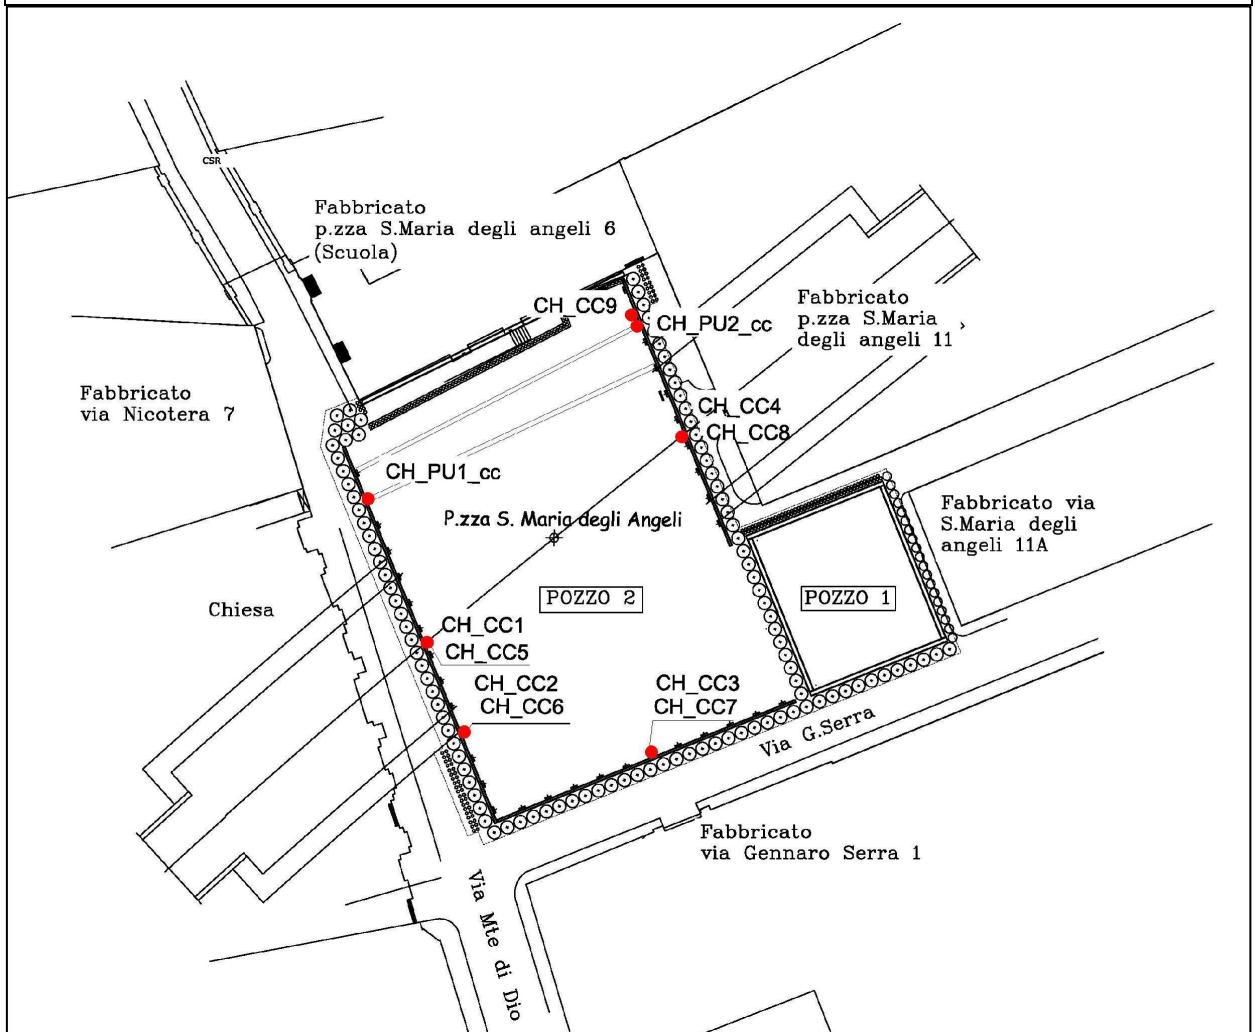 CSR
Fabbricato
p.zza S.Maria degli angeli 6
(Scuola)
CH_CC9
CH_PU2_cc
Fabbricato
p.zza S.Maria
degli angeli 11
Fabbricato
via Nicotera 7
CH_CC4
CH_CC8
CH_PU1_cc
P.zza S. Maria degli Angeli
Fabbricato via
S.Maria degli
angeli 11A
POZZO 2
POZZO 1
Chiesa
CH_CC1
CH_CC5
CH_CC2
CH_CC6
CH_CC3
CH_CC7
Via G.Serra
Fabbricato
via Gennaro Serra 1
Via Mte di Dio